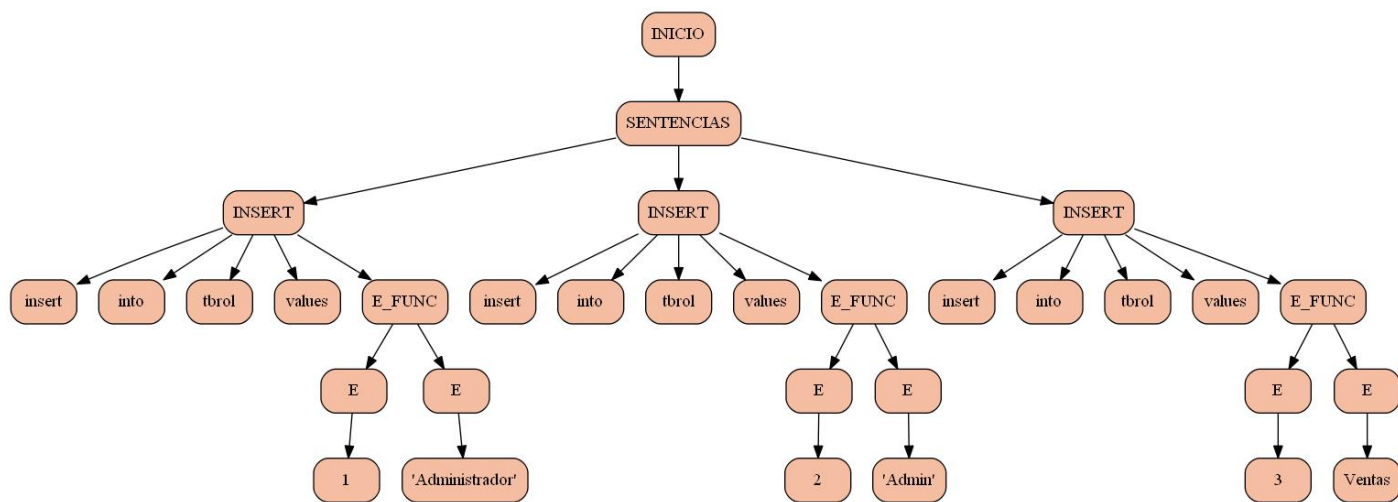 INICIO
SENTENCIAS
INSERT INSERT INSERT
insert into tbrol values E_FUNC insert into tbrol values E_FUNC insert into tbrol values E_FUNC
E E E E E E
1 'Administrador' 2 'Admin' 3 Ventas